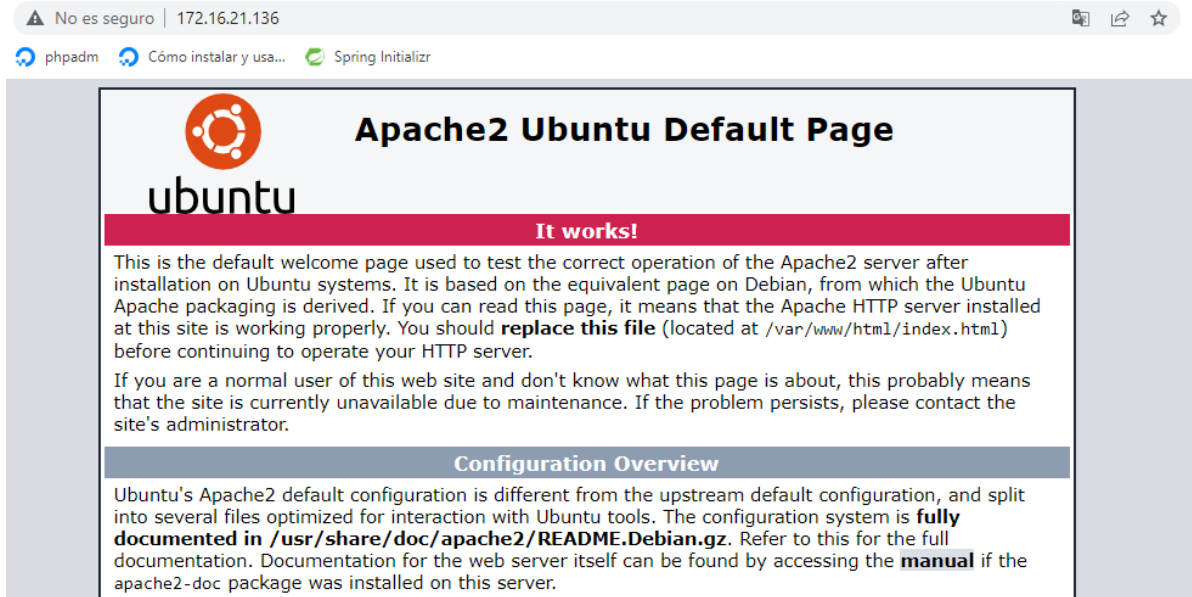 No es seguro | 172.16.21.136
phpadm Cómo instalar y usa... Spring Initializr
Apache2 Ubuntu Default Page
ubuntu
It works!
This is the default welcome page used to test the correct operation of the Apache2 server after
installation on Ubuntu systems. It is based on the equivalent page on Debian, from which the Ubuntu
Apache packaging is derived. If you can read this page, it means that the Apache HTTP server installed
at this site is working properly. You should replace this file (located at /var/www/html/index.html)
before continuing to operate your HTTP server.
If you are a normal user of this web site and don't know what this page is about, this probably means
that the site is currently unavailable due to maintenance. If the problem persists, please contact the
site's administrator.
Configuration Overview
Ubuntu's Apache2 default configuration is different from the upstream default configuration, and split
into several files optimized for interaction with Ubuntu tools. The configuration system is fully
documented in /usr/share/doc/apache2/README.Debian.gz. Refer to this for the full
documentation. Documentation for the web server itself can be found by accessing the manual if the
apache2-doc package was installed on this server.